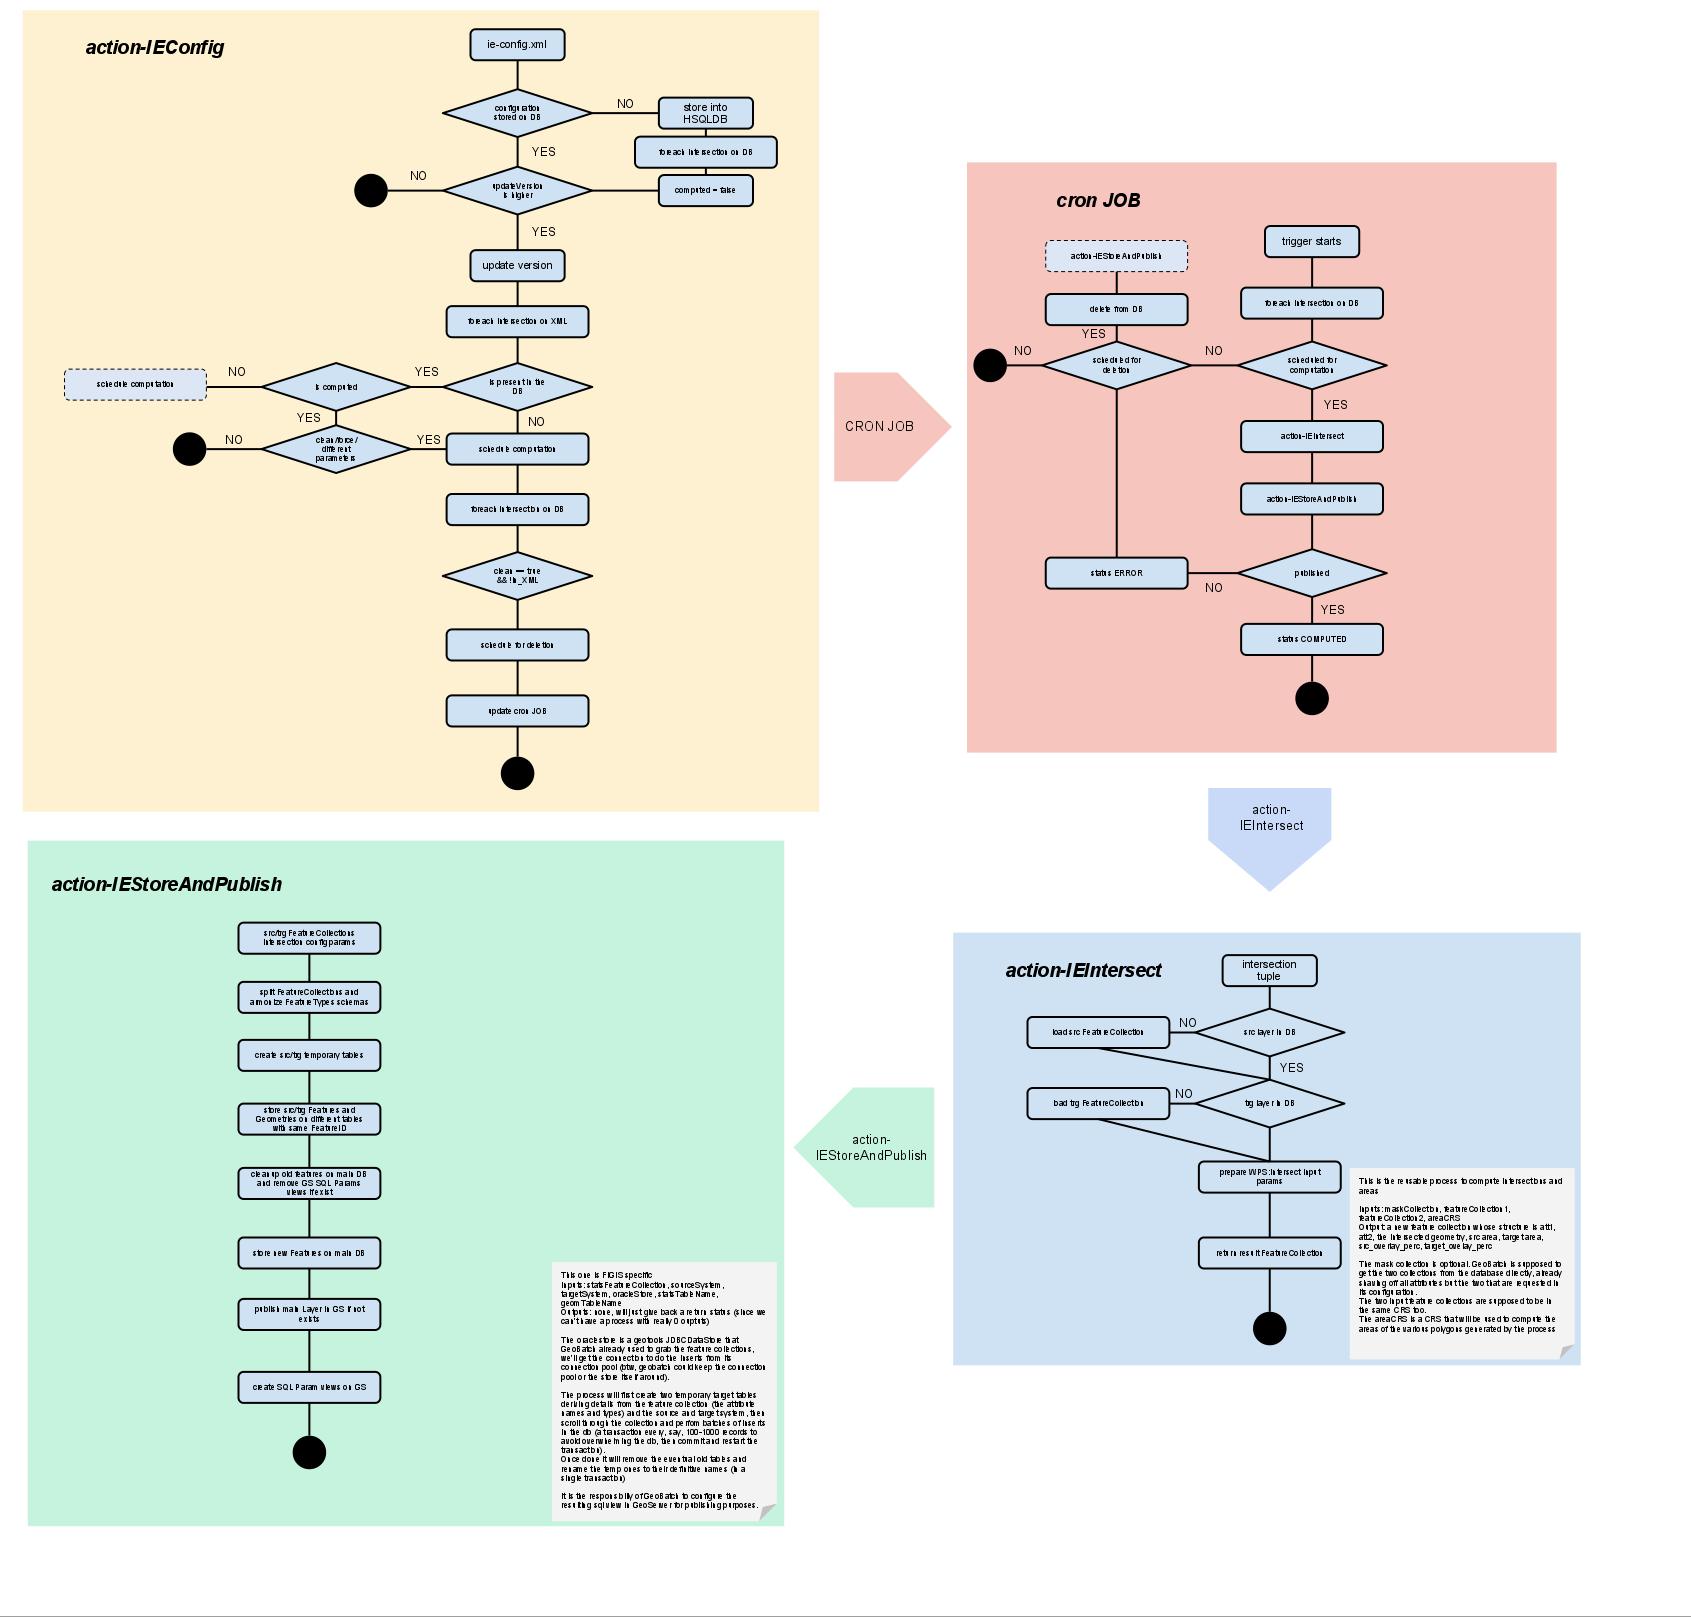 action-IEConfig
ie-config.xml
configuration
stored on DB
NO
store into
HSQLDB
foreach Intersection on DB
computed = false
YES
NO
updateVersion
is higher
YES
update version
foreach Intersection on XML
is present in the
DB
YES
is computed
NO
schedule computation
YES
clean/force/
different
parameters
NO
YES
NO
schedule computation
foreach Intersection on DB
clean == true
&& !in_XML
schedule for deletion
update cron JOB
CRON JOB
cron JOB
trigger starts
action-IEStoreAndPublish
foreach Intersection on DB
delete from DB
YES
NO
scheduled for
deletion
NO
scheduled for
computation
YES
action-IEIntersect
action-IEStoreAndPublish
status ERROR
NO
published
YES
status COMPUTED
action-
IEIntersect
action-IEIntersect
intersection
tuple
load src FeatureCollection
NO
src layer in DB
YES
load trg FeatureCollection
NO
trg layer in DB
prepare WPS:Intersect input
params
return result FeatureCollection
This is the reusable process to compute intersections and
areas
Inputs: maskCollection, featureCollection1,
featureCollection2, areaCRS
Output: a new feature collection whose structure is att1,
att2, the intersected geometry, src area, target area,
src_overlay_perc, target_overlay_perc
The mask collection is optional. GeoBatch is supposed to
get the two collections from the database directly, already
shaving off all attributes but the two that are requested in
its configuration.
The two input feature collections are supposed to be in
the same CRS too.
The areaCRS is a CRS that will be used to compute the
areas of the various polygons generated by the process
action-
IEStoreAndPublish
action-IEStoreAndPublish
src/trg FeatureCollections
Intersection config params
split FeatureCollections and
armonize FeatureTypes schemas
create src/trg temporary tables
store src/trg Features and
Geometries on different tables
with same FeatureID
cleanup old features on main DB
and remove GS SQL Params
views if exist
store new Features on main DB
publish main Layer in GS if not
exists
create SQL Param views on GS
This one is FIGIS specific
Inputs: statsFeatureCollection, sourceSystem,
targetSystem, oracleStore, statsTableName,
geomTableName
Outputs: none, will just give back a return status (since we
can't have a process with really 0 ouptuts)
The oracle store is a geotools JDBCDataStore that
GeoBatch already used to grab the feature collections,
we'll get the connection to do the inserts from its
connection pool (btw, geobatch could keep the connection
pool or the store itself around).
The process will first create two temporary target tables
deriving details from the feature collection (the attribute
names and types) and the source and target system, then
scroll through the collection and perfom batches of inserts
in the db (a transaction every, say, 100-1000 records to
avoid overwhelming the db, then commit and restart the
transaction).
Once done it will remove the eventual old tables and
rename the temp ones to their definitive names (in a
single transaction)
It is the responsbiliy of GeoBatch to configure the
resulting sql view in GeoServer for publishing purposes.